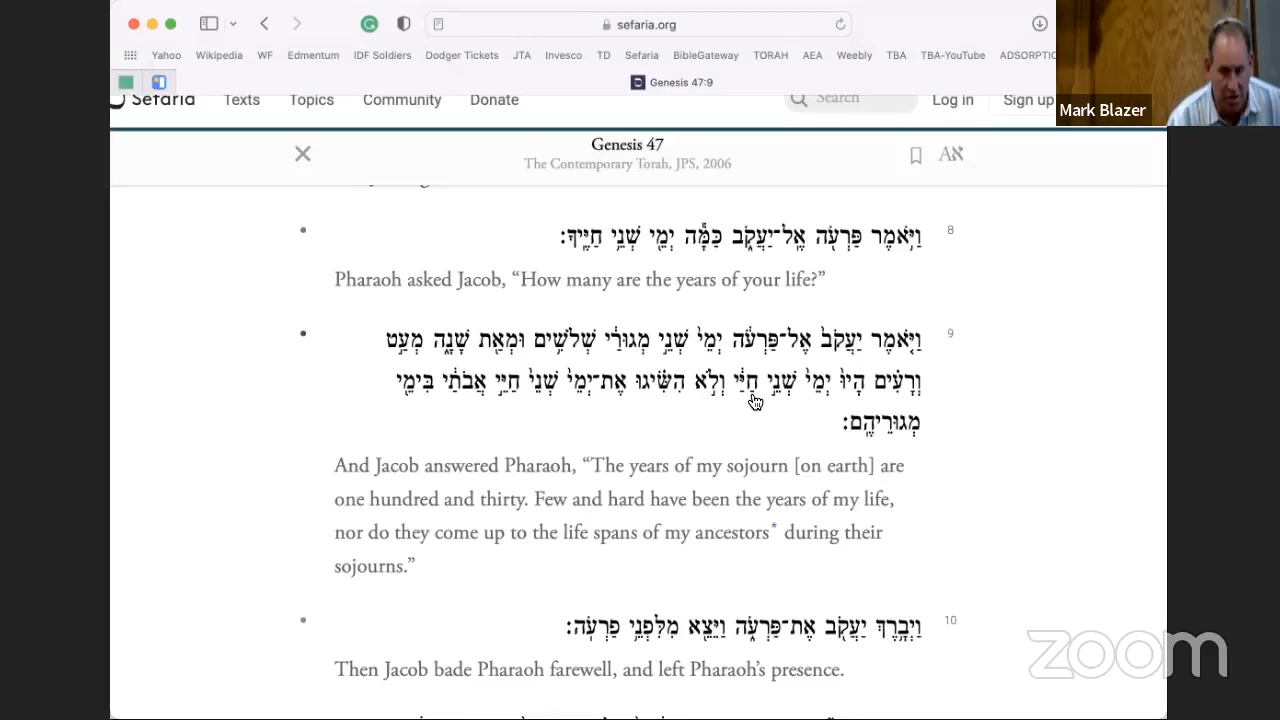 sefaria.org
Yahoo Wikipedia WF Edmentum IDF Soldiers Dodger Tickets JTA Invesco TD Sefaria BibleGateway TORAH AEA Weebly TBA TBA-YouTube ADSORPTIO
Genesis 47:9
Mark Blazer
Sefaria Texts Topics Community Donate Search Log in Sign up
Genesis 47
The Contemporary Torah, JPS, 2006
8
וַיֹּ֥אמֶר פַּרְעֹ֖ה אֶֽל־יַעֲקֹ֑ב כַּמָּ֕ה יְמֵ֖י שְׁנֵ֥י חַיֶּֽיךָ׃
Pharaoh asked Jacob, “How many are the years of your life?”
9
וַיֹּ֤אמֶר יַעֲקֹב֙ אֶל־פַּרְעֹ֔ה יְמֵי֙ שְׁנֵ֣י מְגוּרַ֔י שְׁלֹשִׁ֥ים וּמְאַ֖ת שָׁנָ֑ה מְעַ֣ט
וְרָעִ֗ים הָיוּ֙ יְמֵי֙ שְׁנֵ֣י חַיַּ֔י וְלֹ֣א הִשִּׂ֗יגוּ אֶת־יְמֵי֙ שְׁנֵי֙ חַיֵּ֣י אֲבֹתַ֔י בִּימֵ֖י
מְגוּרֵיהֶֽם׃
And Jacob answered Pharaoh, “The years of my sojourn [on earth] are
one hundred and thirty. Few and hard have been the years of my life,
nor do they come up to the life spans of my ancestors* during their
sojourns.”
10
וַיְבָ֥רֶךְ יַעֲקֹ֖ב אֶת־פַּרְעֹ֑ה וַיֵּצֵ֖א מִלִּפְנֵ֥י פַרְעֹֽה׃
Then Jacob bade Pharaoh farewell, and left Pharaoh’s presence.
zoom